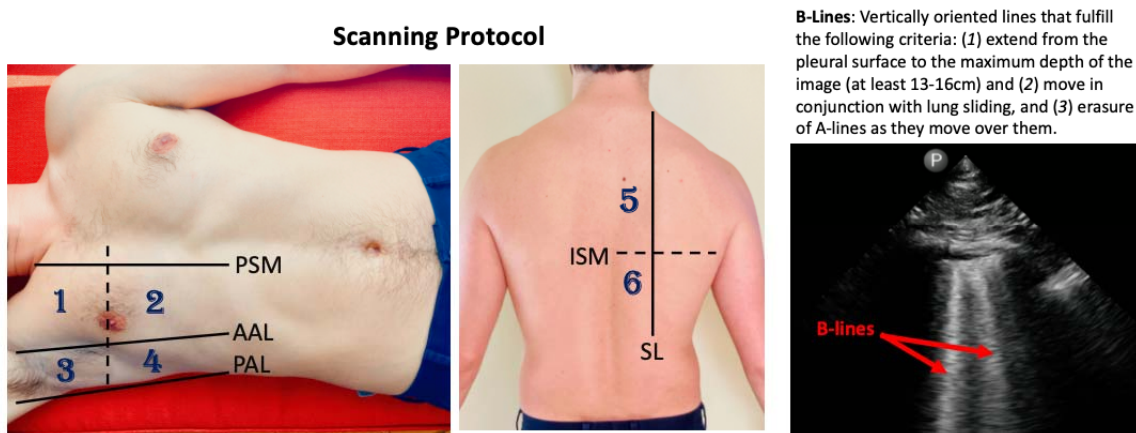 Scanning Protocol
B-Lines: Vertically oriented lines that fulfill
the following criteria: (1) extend from the
pleural surface to the maximum depth of the
image (at least 13-16cm) and (2) move in
conjunction with lung sliding, and (3) erasure
of A-lines as they move over them.
PSM
1
2
AAL
3
4
PAL
5
ISM
6
SL
P
B-lines